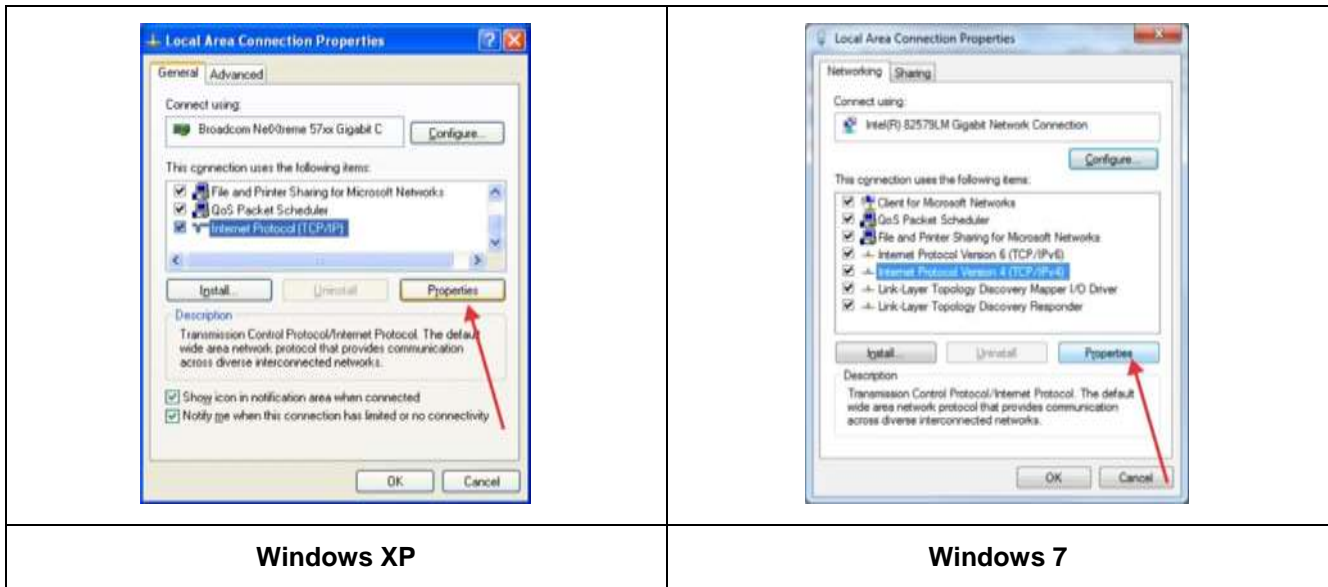 Local Area Connection Properties
General Advanced
Connect using:
Broadcom NetXtreme 57xx Gigabit C
Configure...
This connection uses the following items:
File and Printer Sharing for Microsoft Networks
QoS Packet Scheduler
Internet Protocol (TCP/IP)
Install... Uninstall Properties
Description
Transmission Control Protocol/Internet Protocol. The default
wide area network protocol that provides communication
across diverse interconnected networks.
Show icon in notification area when connected
Notify me when this connection has limited or no connectivity
OK Cancel
Windows XP
Local Area Connection Properties
Networking Sharing
Connect using:
Intel(R) 82579LM Gigabit Network Connection
Configure...
This connection uses the following items:
Client for Microsoft Networks
QoS Packet Scheduler
File and Printer Sharing for Microsoft Networks
Internet Protocol Version 6 (TCP/IPv6)
Internet Protocol Version 4 (TCP/IPv4)
Link-Layer Topology Discovery Mapper I/O Driver
Link-Layer Topology Discovery Responder
Install... Uninstall Properties
Description
Transmission Control Protocol/Internet Protocol. The default
wide area network protocol that provides communication
across diverse interconnected networks.
OK Cancel
Windows 7